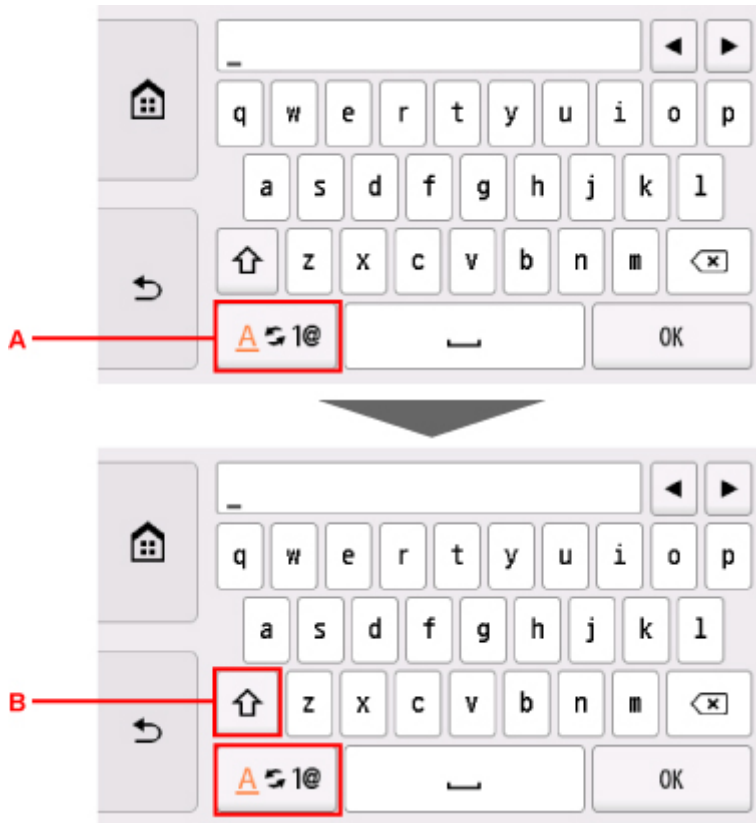 q w e r t y u i o p
a s d f g h j k l
z x c v b n m
A A 1@ OK
q w e r t y u i o p
a s d f g h j k l
B z x c v b n m
A 1@ OK